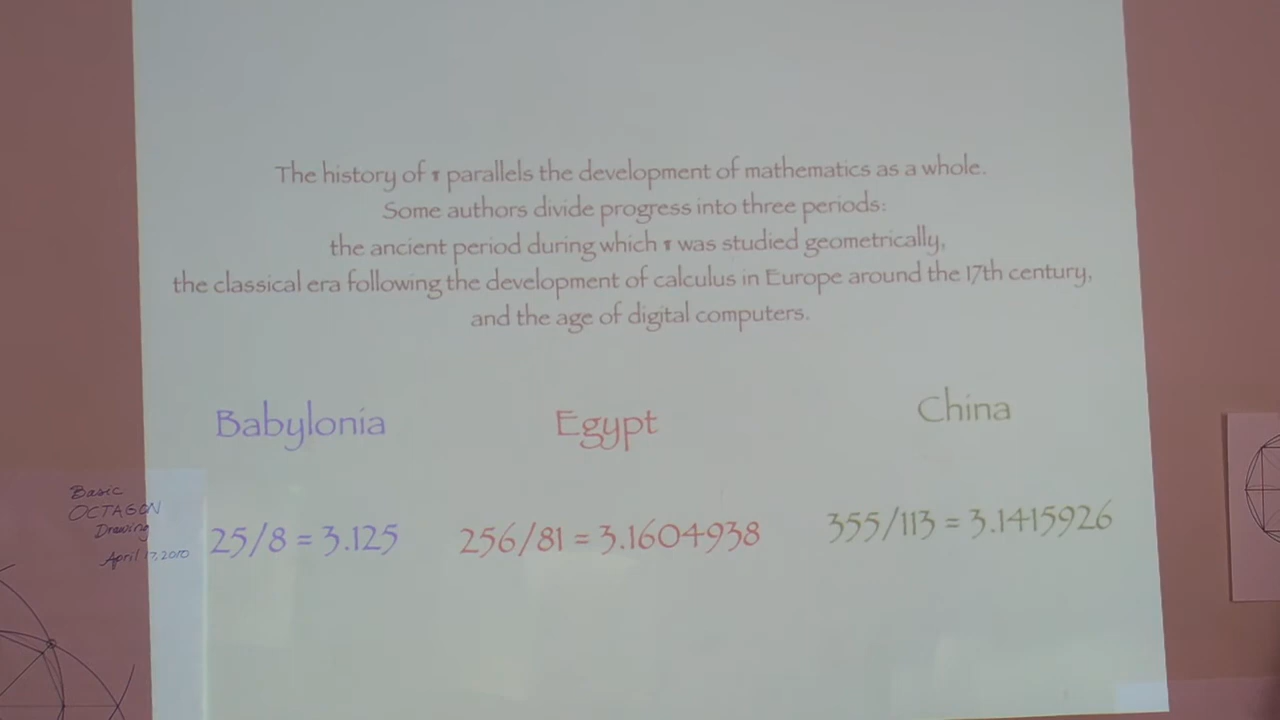 The history of π parallels the development of mathematics as a whole.
Some authors divide progress into three periods:
the ancient period during which π was studied geometrically,
the classical era following the development of calculus in Europe around the 17th century,
and the age of digital computers.
Babylonia
Egypt
China
25/8 = 3.125
256/81 = 3.1604938
355/113 = 3.1415926
Basic
OCTAGON
Drawing
April 17, 2010